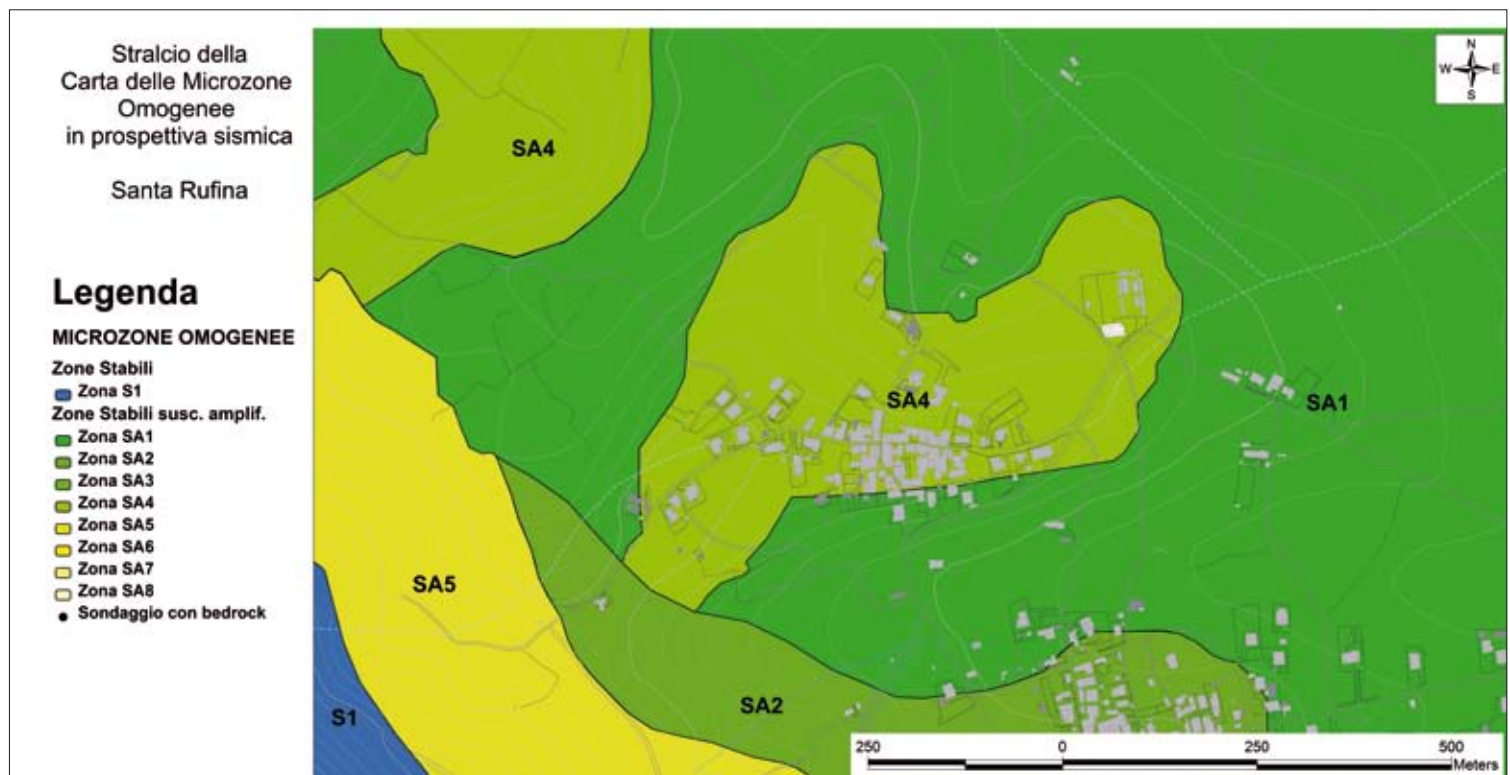 Stralcio della
Carta delle Microzone
Omogenee
in prospettiva sismica
Santa Rufina
Legenda
MICROZONE OMOGENEE
Zone Stabili
Zona S1
Zone Stabili susc. amplif.
Zona SA1
Zona SA2
Zona SA3
Zona SA4
Zona SA5
Zona SA6
Zona SA7
Zona SA8
Sondaggio con bedrock
N
W E
S
SA4
SA4
SA1
SA5
SA2
S1
250 0 250 500
Meters